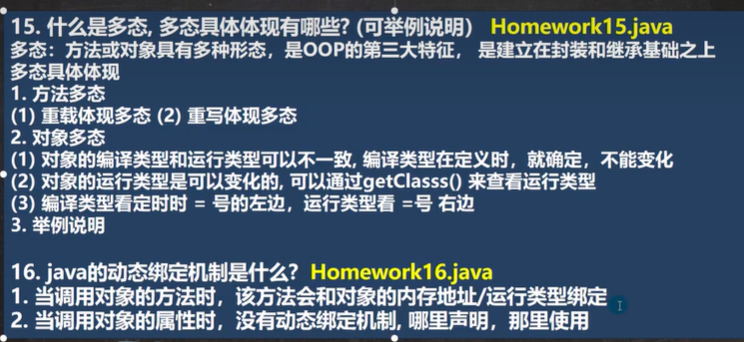 15. 什么是多态, 多态具体体现有哪些? (可举例说明) Homework15.java
多态：方法或对象具有多种形态，是OOP的第三大特征， 是建立在封装和继承基础之上
多态具体体现
1. 方法多态
(1) 重载体现多态 (2) 重写体现多态
2. 对象多态
(1) 对象的编译类型和运行类型可以不一致, 编译类型在定义时，就确定，不能变化
(2) 对象的运行类型是可以变化的, 可以通过getClasss() 来查看运行类型
(3) 编译类型看定时时 = 号的左边，运行类型看 =号 右边
3. 举例说明
16. java的动态绑定机制是什么? Homework16.java
1. 当调用对象的方法时，该方法会和对象的内存地址/运行类型绑定
2. 当调用对象的属性时，没有动态绑定机制, 哪里声明，那里使用